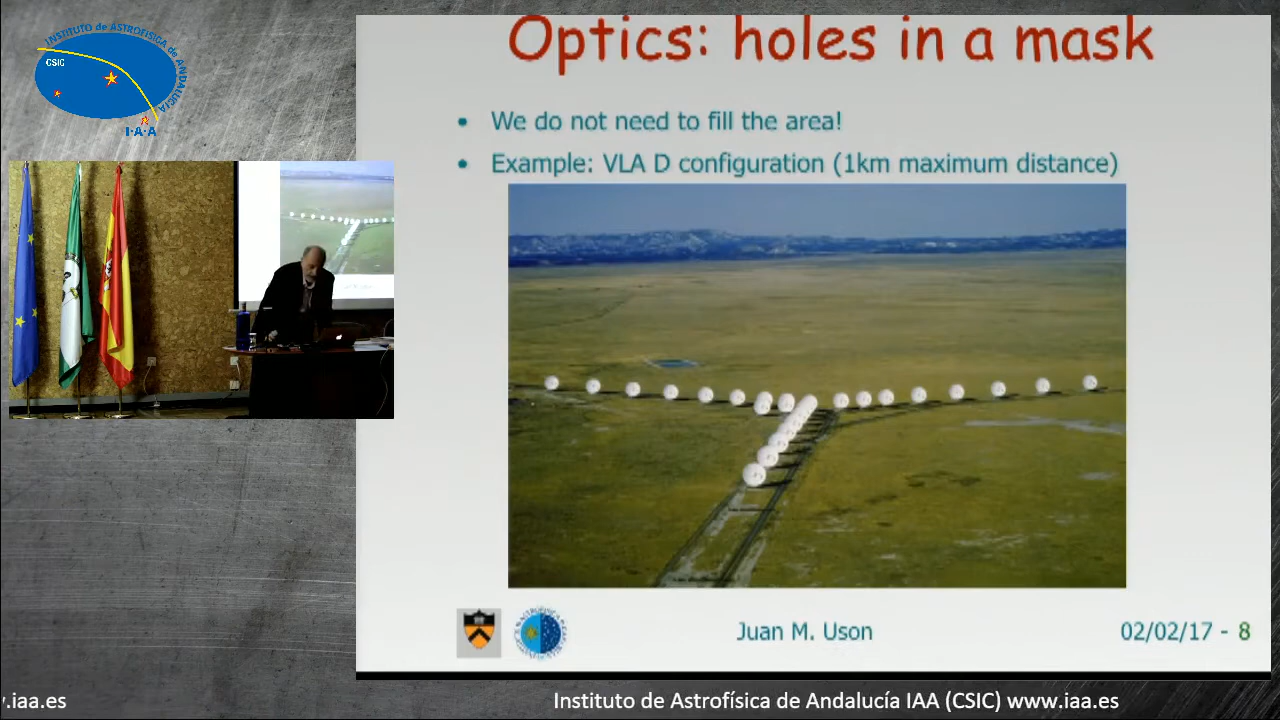 INSTITUTO de ASTROFÍSICA de ANDALUCÍA
CSIC
I·A·A
Optics: holes in a mask
• We do not need to fill the area!
• Example: VLA D configuration (1km maximum distance)
Juan M. Uson
02/02/17 - 8
.iaa.es
Instituto de Astrofísica de Andalucía IAA (CSIC) www.iaa.es